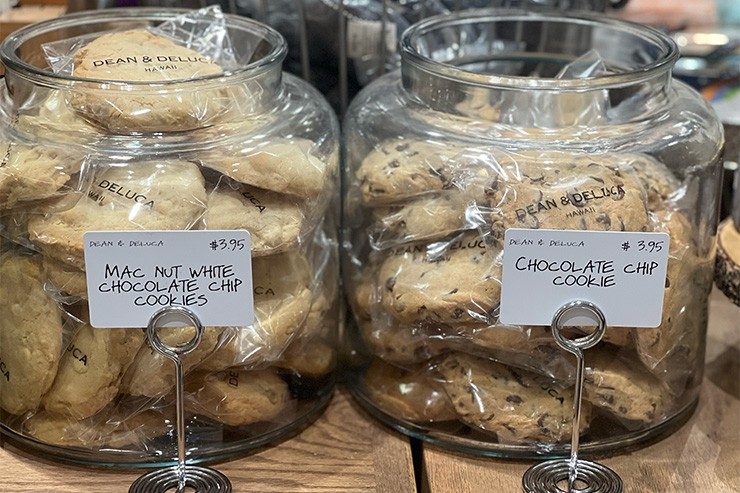 DEAN & DELUCA
HAWAII
DELUCA
DEAN & DELUCA
HAWAII
DEAN & DELUCA #3.95
MAC NUT WHITE
CHOCOLATE CHIP
COOKIES
DEAN & DELUCA #3.95
CHOCOLATE CHIP
COOKIE